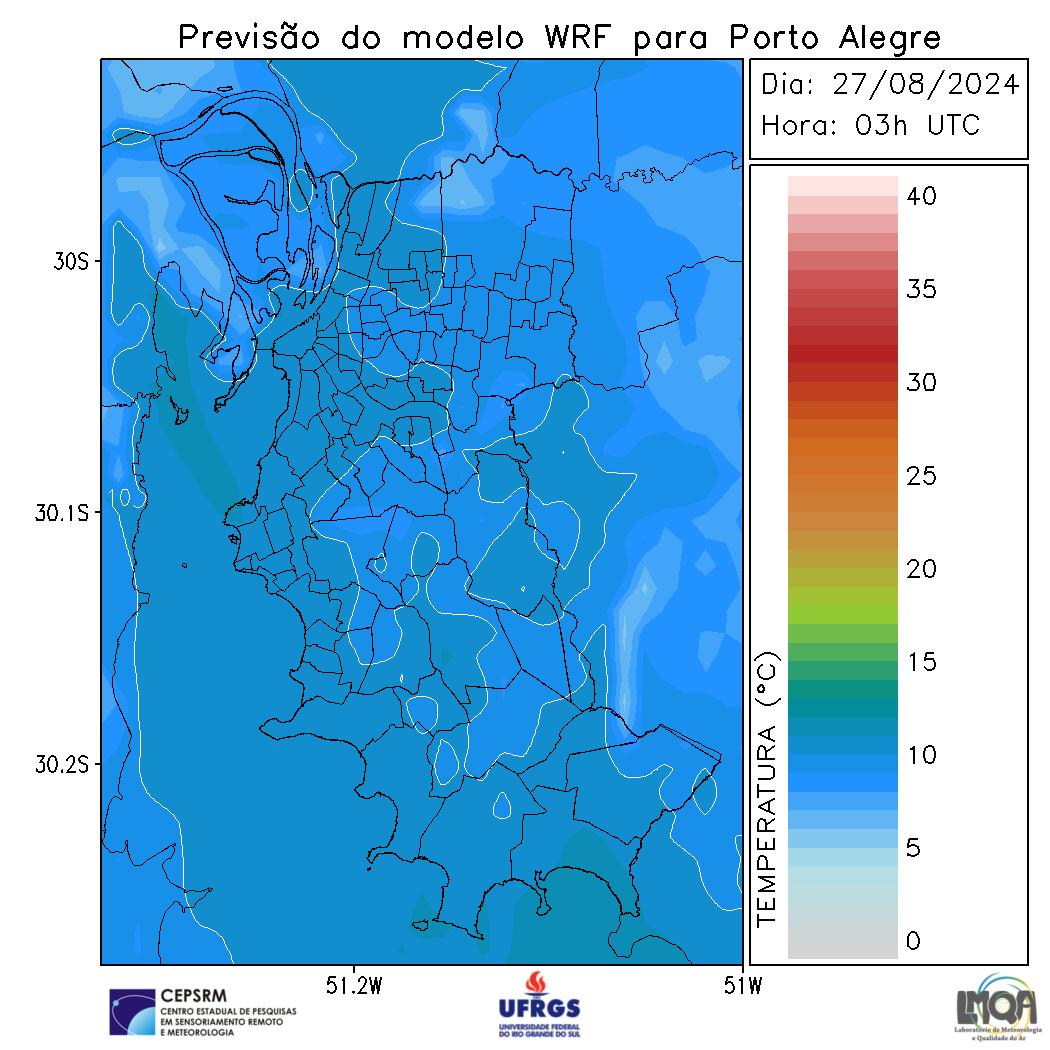 Previsão do modelo WRF para Porto Alegre
Dia: 27/08/2024
Hora: 03h UTC
40
35
30
25
20
15
10
5
0
TEMPERATURA (°C)
30S
30.1S
30.2S
51.2W
51W
CEPSRM
CENTRO ESTADUAL DE PESQUISAS
EM SENSORIAMENTO REMOTO
E METEOROLOGIA
UFRGS
UNIVERSIDADE FEDERAL
DO RIO GRANDE DO SUL
LMQA
Laboratório de Meteorologia
e Qualidade do Ar